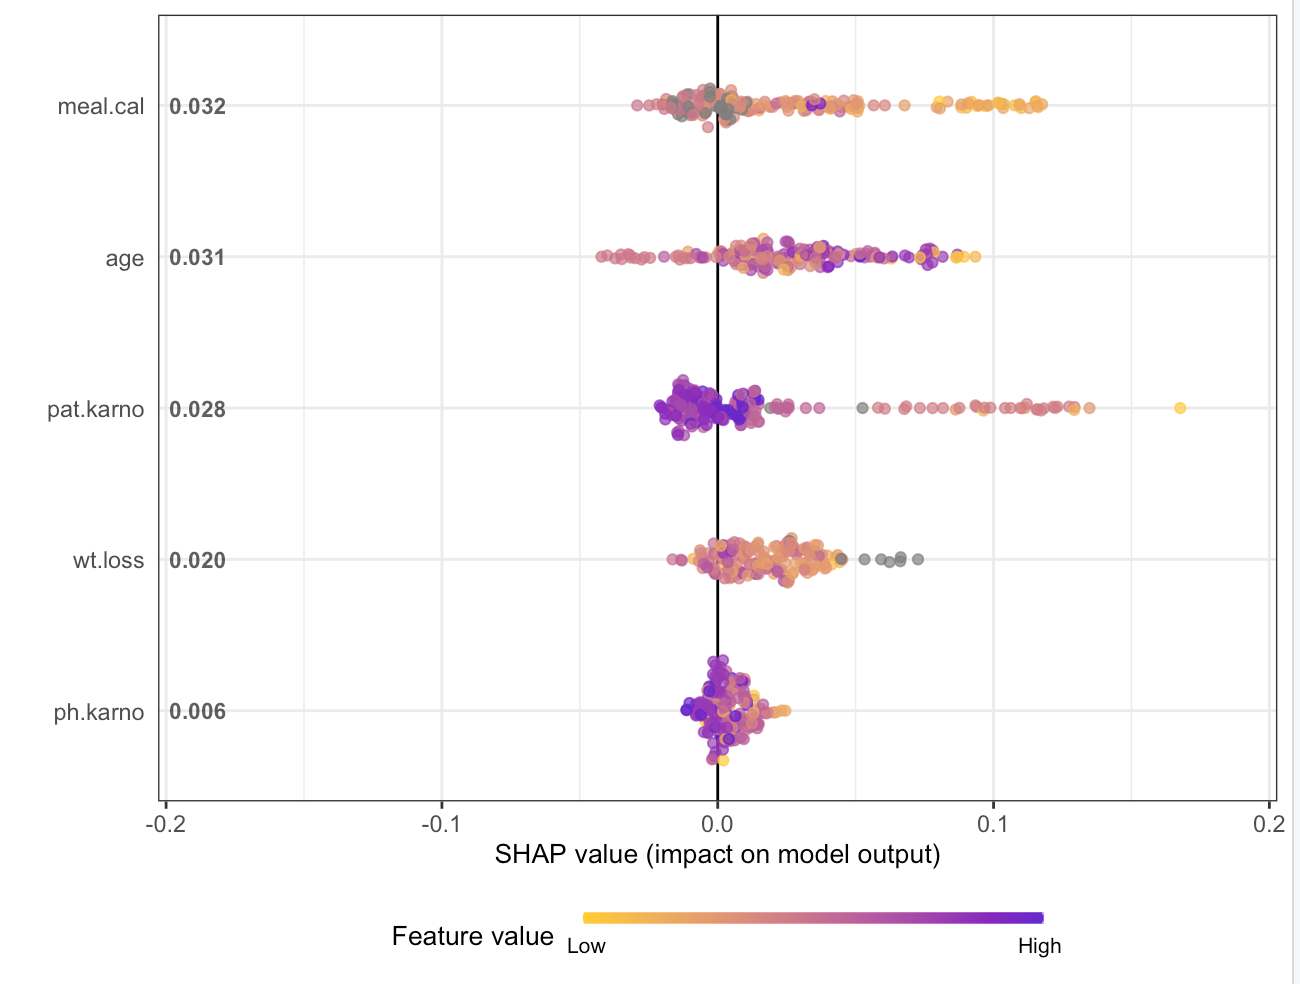 meal.cal 0.032
age 0.031
pat.karno 0.028
wt.loss 0.020
ph.karno 0.006
-0.2 -0.1 0.0 0.1 0.2
SHAP value (impact on model output)
Feature value
Low High